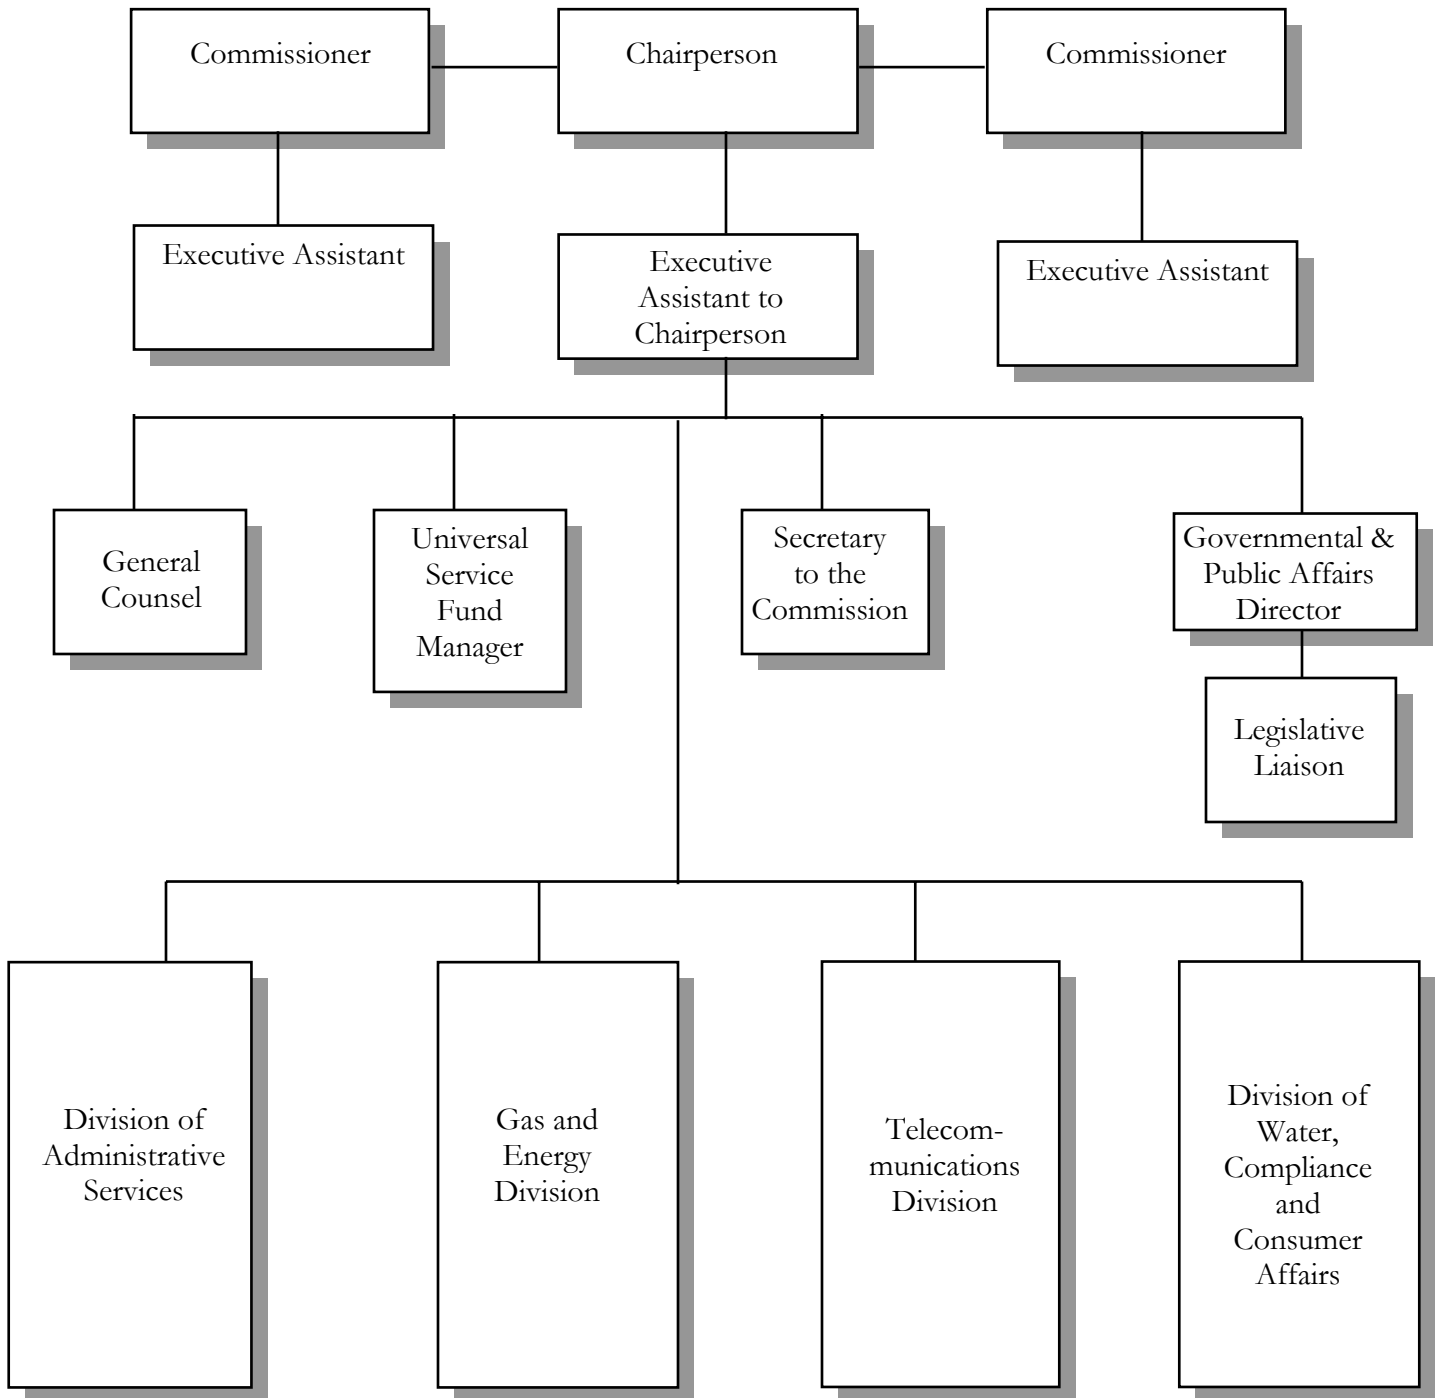 Commissioner
Chairperson
Commissioner
Executive Assistant
Executive
Assistant to
Chairperson
Executive Assistant
General
Counsel
Universal
Service
Fund
Manager
Secretary
to the
Commission
Governmental &
Public Affairs
Director
Legislative
Liaison
Division of
Administrative
Services
Gas and
Energy
Division
Telecom-
munications
Division
Division of
Water,
Compliance
and
Consumer
Affairs